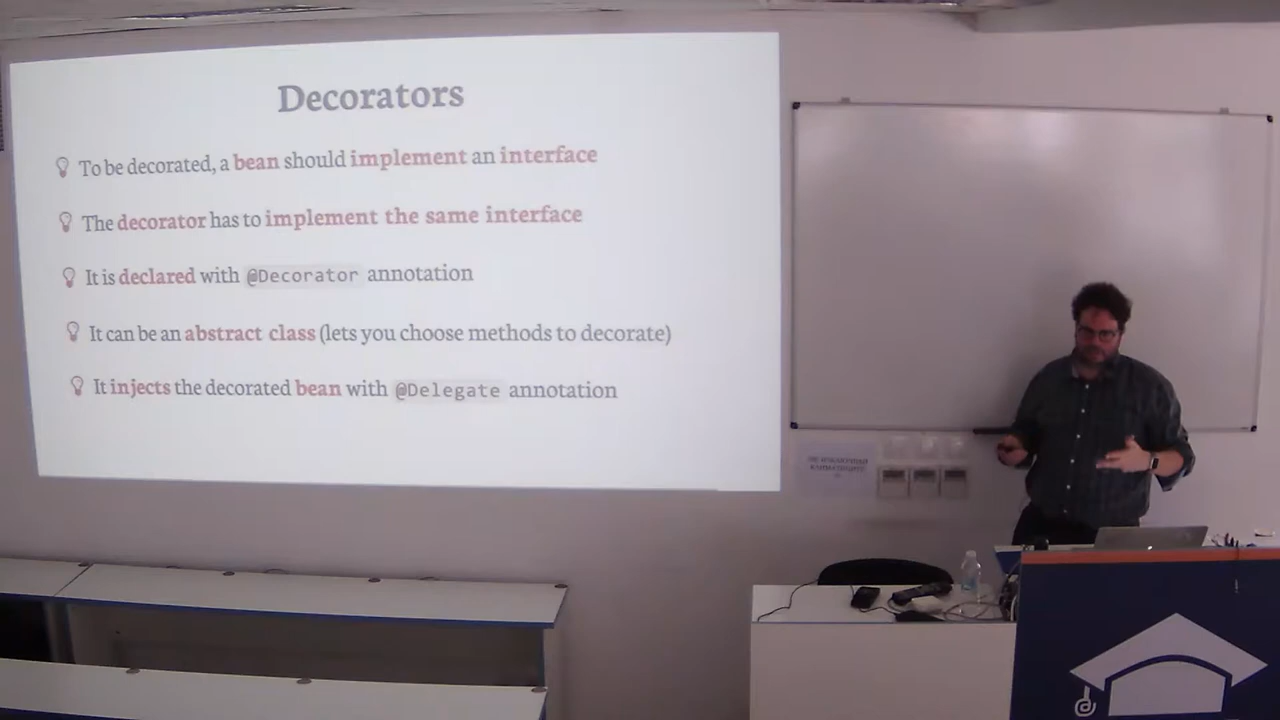 Decorators
To be decorated, a bean should implement an interface
The decorator has to implement the same interface
It is declared with @Decorator annotation
It can be an abstract class (lets you choose methods to decorate)
It injects the decorated bean with @Delegate annotation